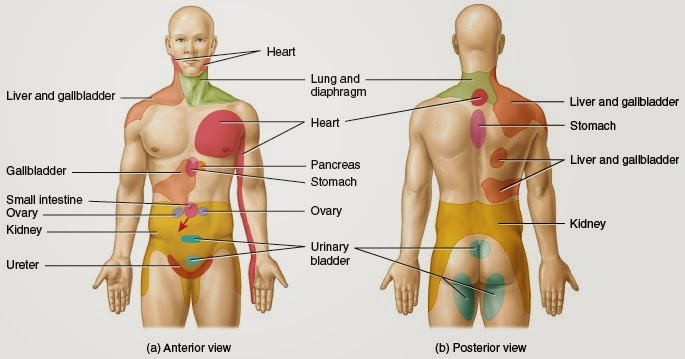 Heart
Lung and
diaphragm
Liver and gallbladder
Heart
Gallbladder
Pancreas
Stomach
Small intestine
Ovary
Ovary
Kidney
Urinary
bladder
Ureter
(a) Anterior view
Liver and gallbladder
Stomach
Liver and gallbladder
Kidney
(b) Posterior view